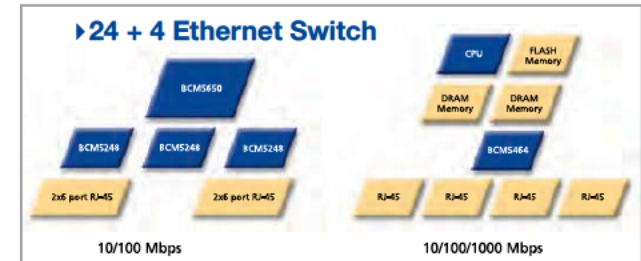 ▸24 + 4 Ethernet Switch
BCM5650
BCM5248 BCM5248 BCM5248
2x6 port RJ-45 2x6 port RJ-45
10/100 Mbps
CPU FLASH Memory
DRAM Memory DRAM Memory
BCM5464
RJ-45 RJ-45 RJ-45 RJ-45
10/100/1000 Mbps